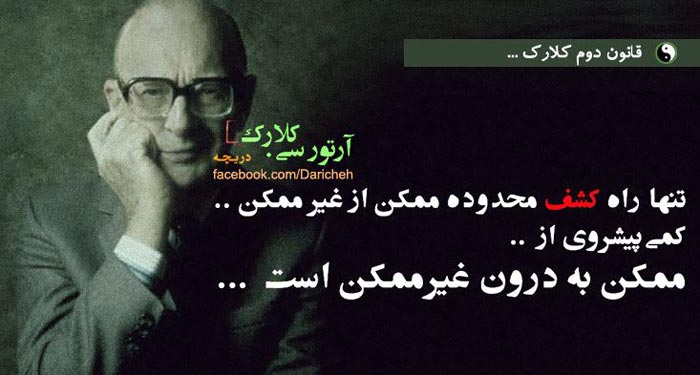 قانون دوم کلارک ...
آرتور سی کلارک
دریچه
facebook.com/Daricheh
تنها راه کشف محدوده ممکن از غیر ممکن ..
کمی پیشروی از ..
ممکن به درون غیرممکن است ...